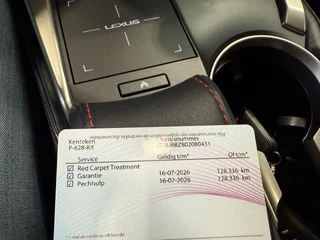 LEXUS
Kenteken Chassisnummer
P-628-RX
Service Geldig t/m* Of t/m*
Red Carpet Treatment
Garantie 16-07-2026 128.336 km
Pechhulp 16-07-2026 128.336 km